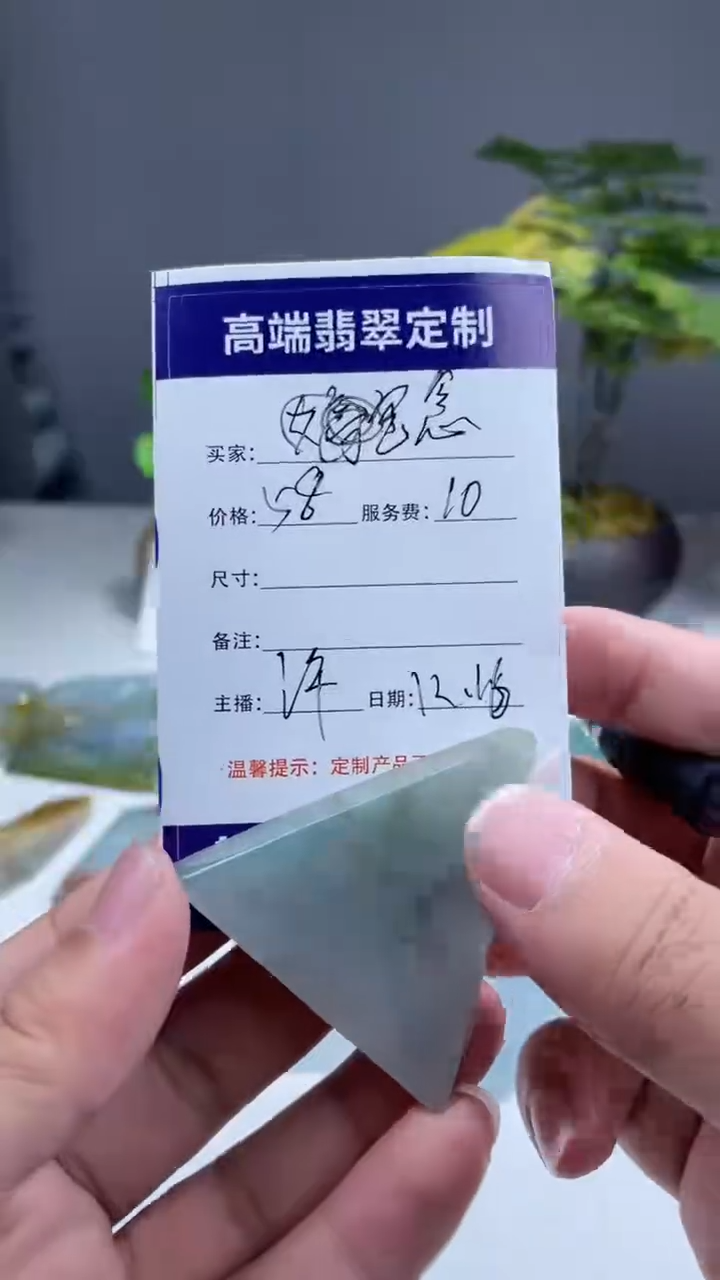 高端翡翠定制
买家:
价格: 58 服务费: 10
尺寸:
备注:
主播: 许 日期:
温馨提示: 定制产品